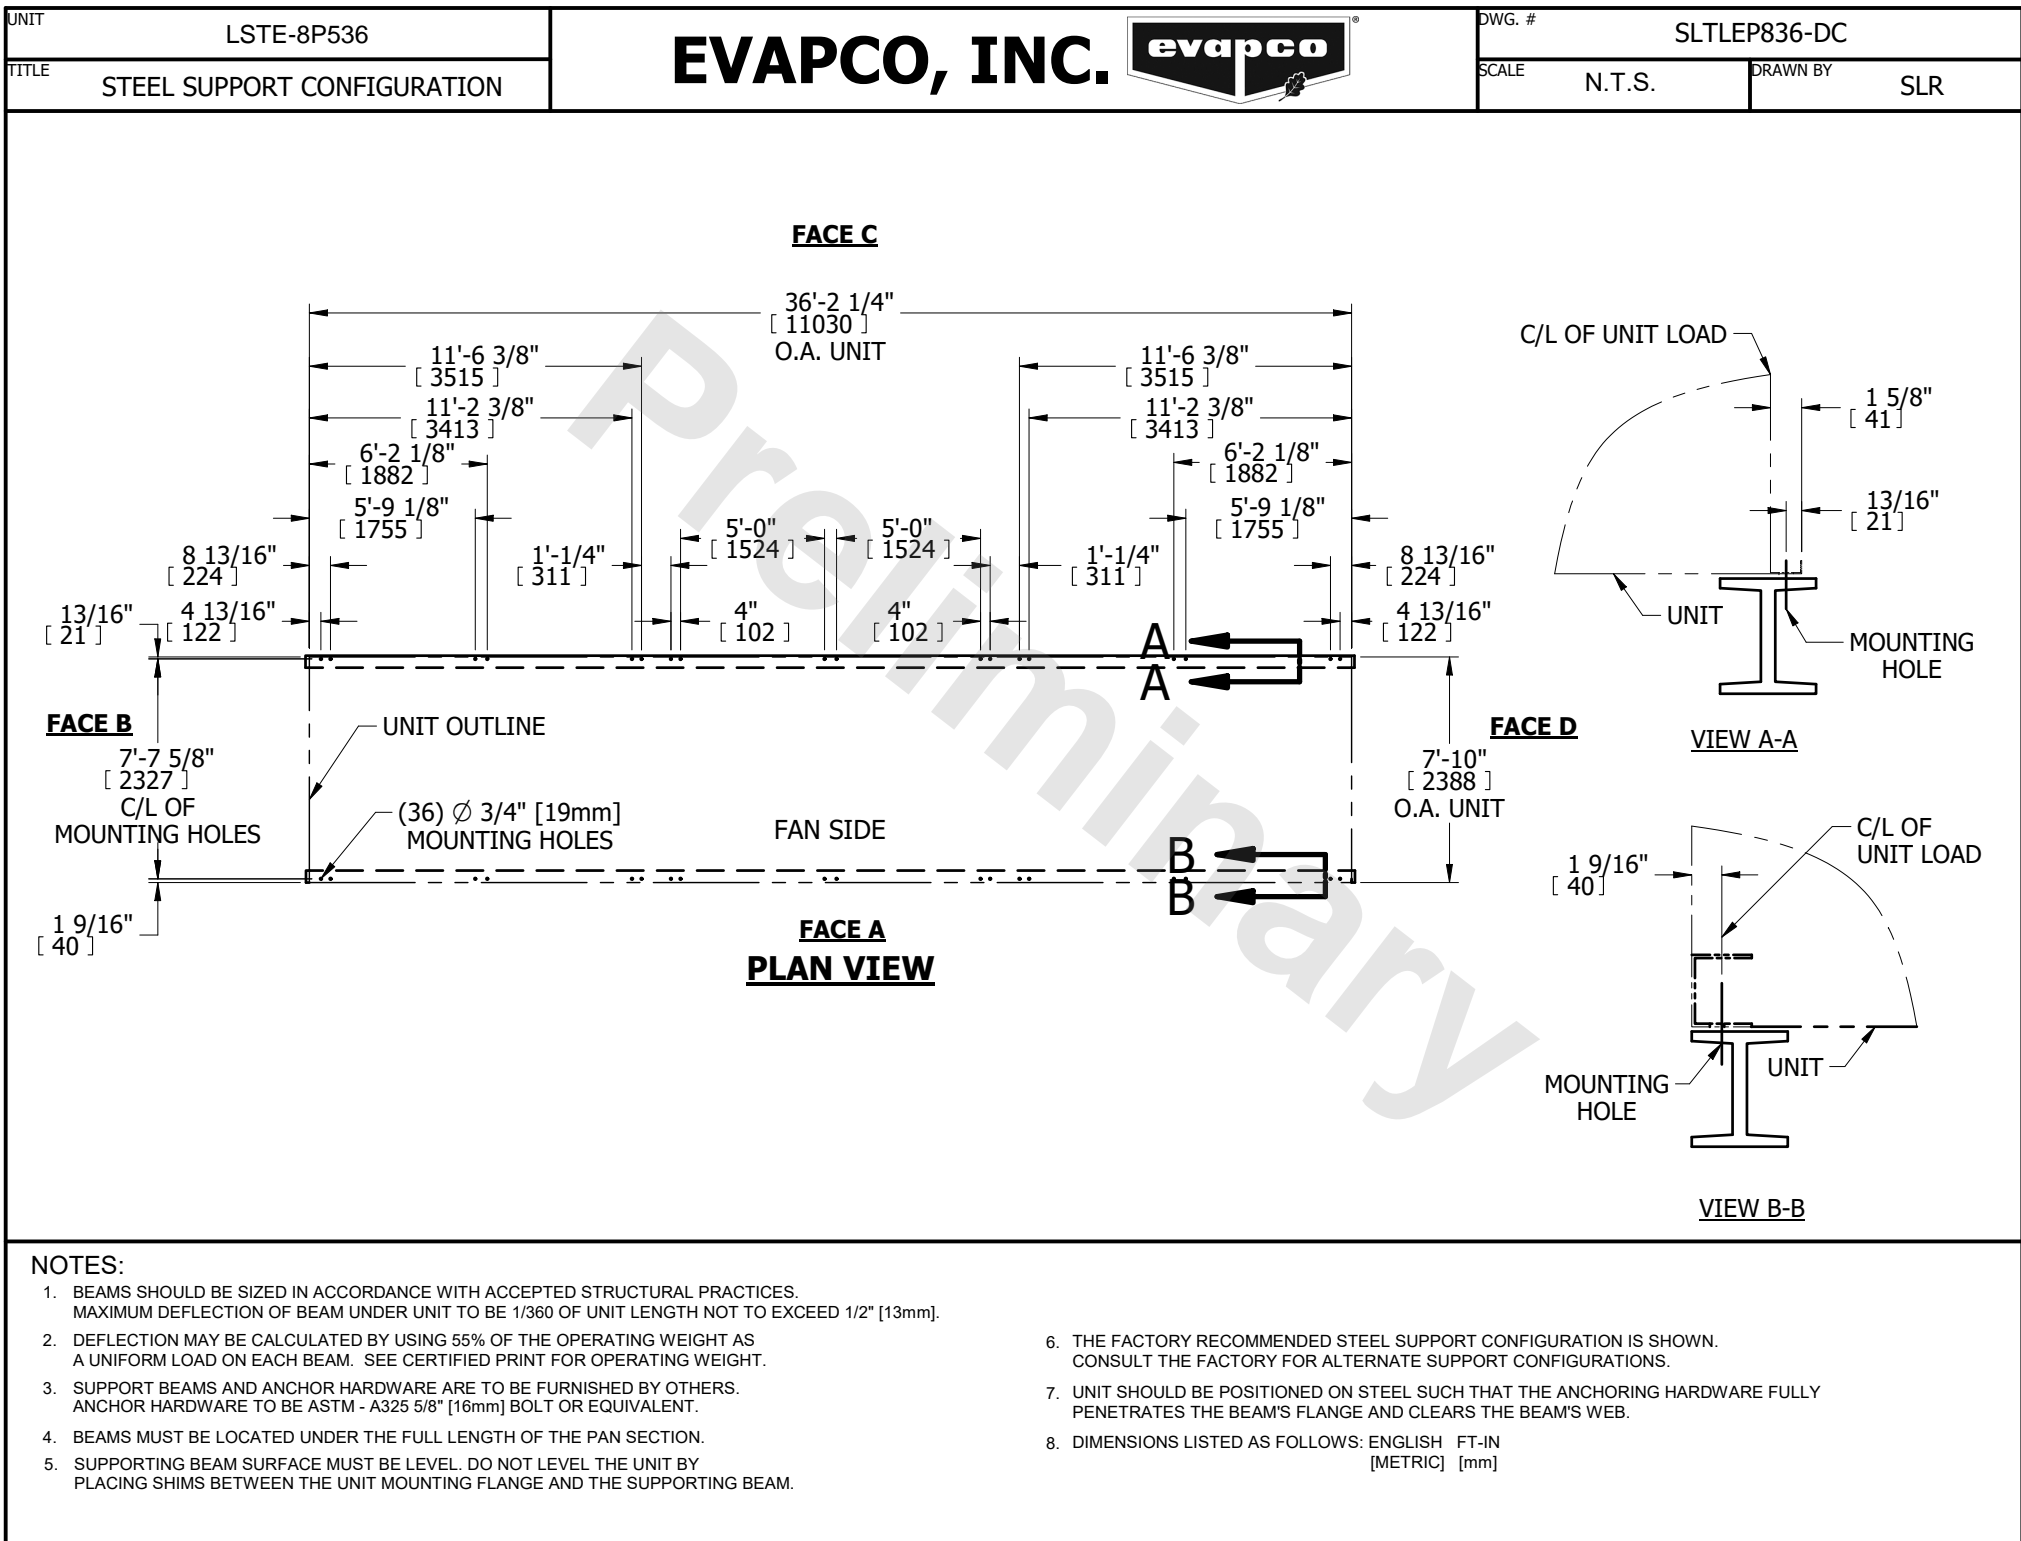 UNIT
LSTE-8P536
TITLE
STEEL SUPPORT CONFIGURATION
EVAPCO, INC.
evapco
®
DWG. #
SLTLEP836-DC
SCALE
N.T.S.
DRAWN BY
SLR
FACE C
36'-2 1/4"
[ 11030 ]
O.A. UNIT
11'-6 3/8"
[ 3515 ]
11'-6 3/8"
[ 3515 ]
11'-2 3/8"
[ 3413 ]
11'-2 3/8"
[ 3413 ]
6'-2 1/8"
[ 1882 ]
6'-2 1/8"
[ 1882 ]
5'-9 1/8"
[ 1755 ]
5'-0"
[ 1524 ]
5'-0"
[ 1524 ]
5'-9 1/8"
[ 1755 ]
8 13/16"
[ 224 ]
1'-1/4"
[ 311 ]
1'-1/4"
[ 311 ]
8 13/16"
[ 224 ]
13/16"
[ 21 ]
4 13/16"
[ 122 ]
4"
[ 102 ]
4"
[ 102 ]
4 13/16"
[ 122 ]
A
A
FACE B
7'-7 5/8"
[ 2327 ]
C/L OF
MOUNTING HOLES
UNIT OUTLINE
(36) Ø 3/4" [19mm]
MOUNTING HOLES
FAN SIDE
B
B
FACE D
7'-10"
[ 2388 ]
O.A. UNIT
1 9/16"
[ 40 ]
FACE A
PLAN VIEW
Preliminary
C/L OF UNIT LOAD
1 5/8"
[ 41 ]
13/16"
[ 21 ]
UNIT
MOUNTING
HOLE
VIEW A-A
C/L OF
UNIT LOAD
1 9/16"
[ 40 ]
UNIT
MOUNTING
HOLE
VIEW B-B
NOTES:
1. BEAMS SHOULD BE SIZED IN ACCORDANCE WITH ACCEPTED STRUCTURAL PRACTICES.
MAXIMUM DEFLECTION OF BEAM UNDER UNIT TO BE 1/360 OF UNIT LENGTH NOT TO EXCEED 1/2" [13mm].
2. DEFLECTION MAY BE CALCULATED BY USING 55% OF THE OPERATING WEIGHT AS
A UNIFORM LOAD ON EACH BEAM. SEE CERTIFIED PRINT FOR OPERATING WEIGHT.
3. SUPPORT BEAMS AND ANCHOR HARDWARE ARE TO BE FURNISHED BY OTHERS.
ANCHOR HARDWARE TO BE ASTM - A325 5/8" [16mm] BOLT OR EQUIVALENT.
4. BEAMS MUST BE LOCATED UNDER THE FULL LENGTH OF THE PAN SECTION.
5. SUPPORTING BEAM SURFACE MUST BE LEVEL. DO NOT LEVEL THE UNIT BY
PLACING SHIMS BETWEEN THE UNIT MOUNTING FLANGE AND THE SUPPORTING BEAM.
6. THE FACTORY RECOMMENDED STEEL SUPPORT CONFIGURATION IS SHOWN.
CONSULT THE FACTORY FOR ALTERNATE SUPPORT CONFIGURATIONS.
7. UNIT SHOULD BE POSITIONED ON STEEL SUCH THAT THE ANCHORING HARDWARE FULLY
PENETRATES THE BEAM'S FLANGE AND CLEARS THE BEAM'S WEB.
8. DIMENSIONS LISTED AS FOLLOWS: ENGLISH FT-IN
[METRIC] [mm]